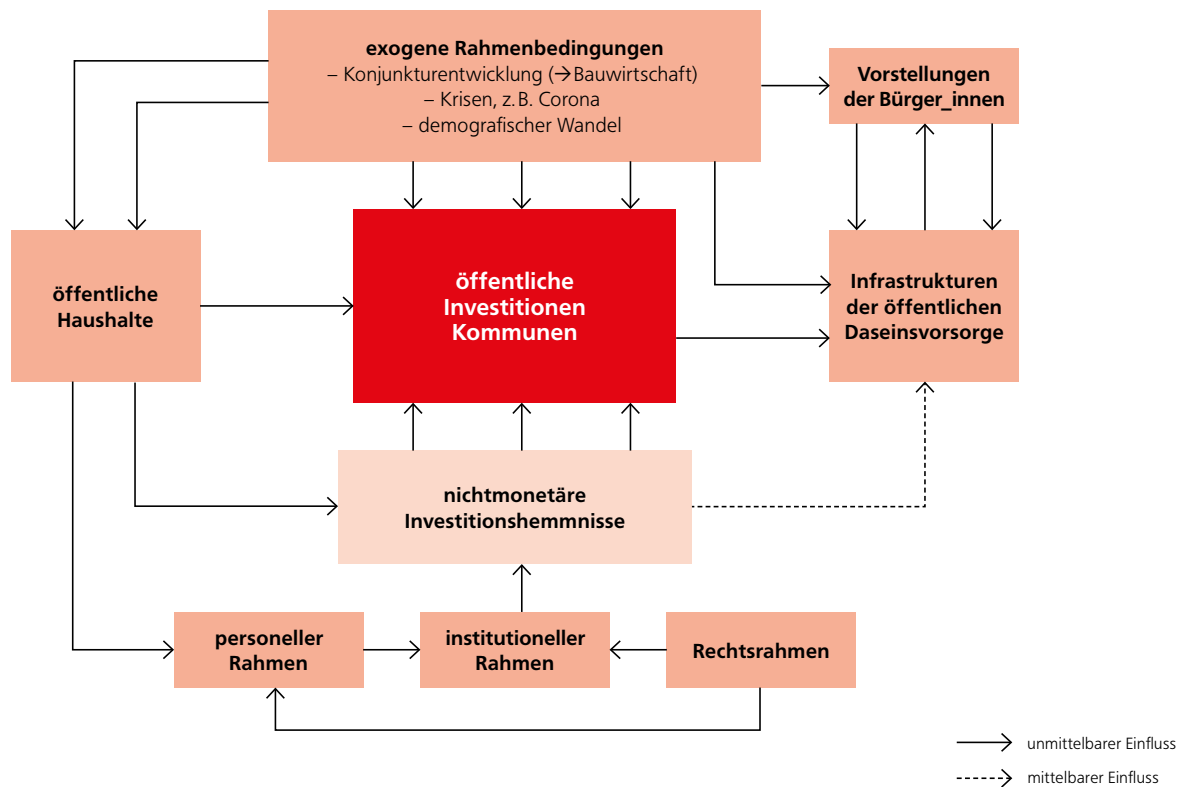 exogene Rahmenbedingungen
– Konjunkturentwicklung (→Bauwirtschaft)
– Krisen, z. B. Corona
– demografischer Wandel
Vorstellungen
der Bürger_innen
öffentliche
Haushalte
öffentliche
Investitionen
Kommunen
Infrastrukturen
der öffentlichen
Daseinsvorsorge
nichtmonetäre
Investitionshemmnisse
personeller
Rahmen
institutioneller
Rahmen
Rechtsrahmen
unmittelbarer Einfluss
mittelbarer Einfluss